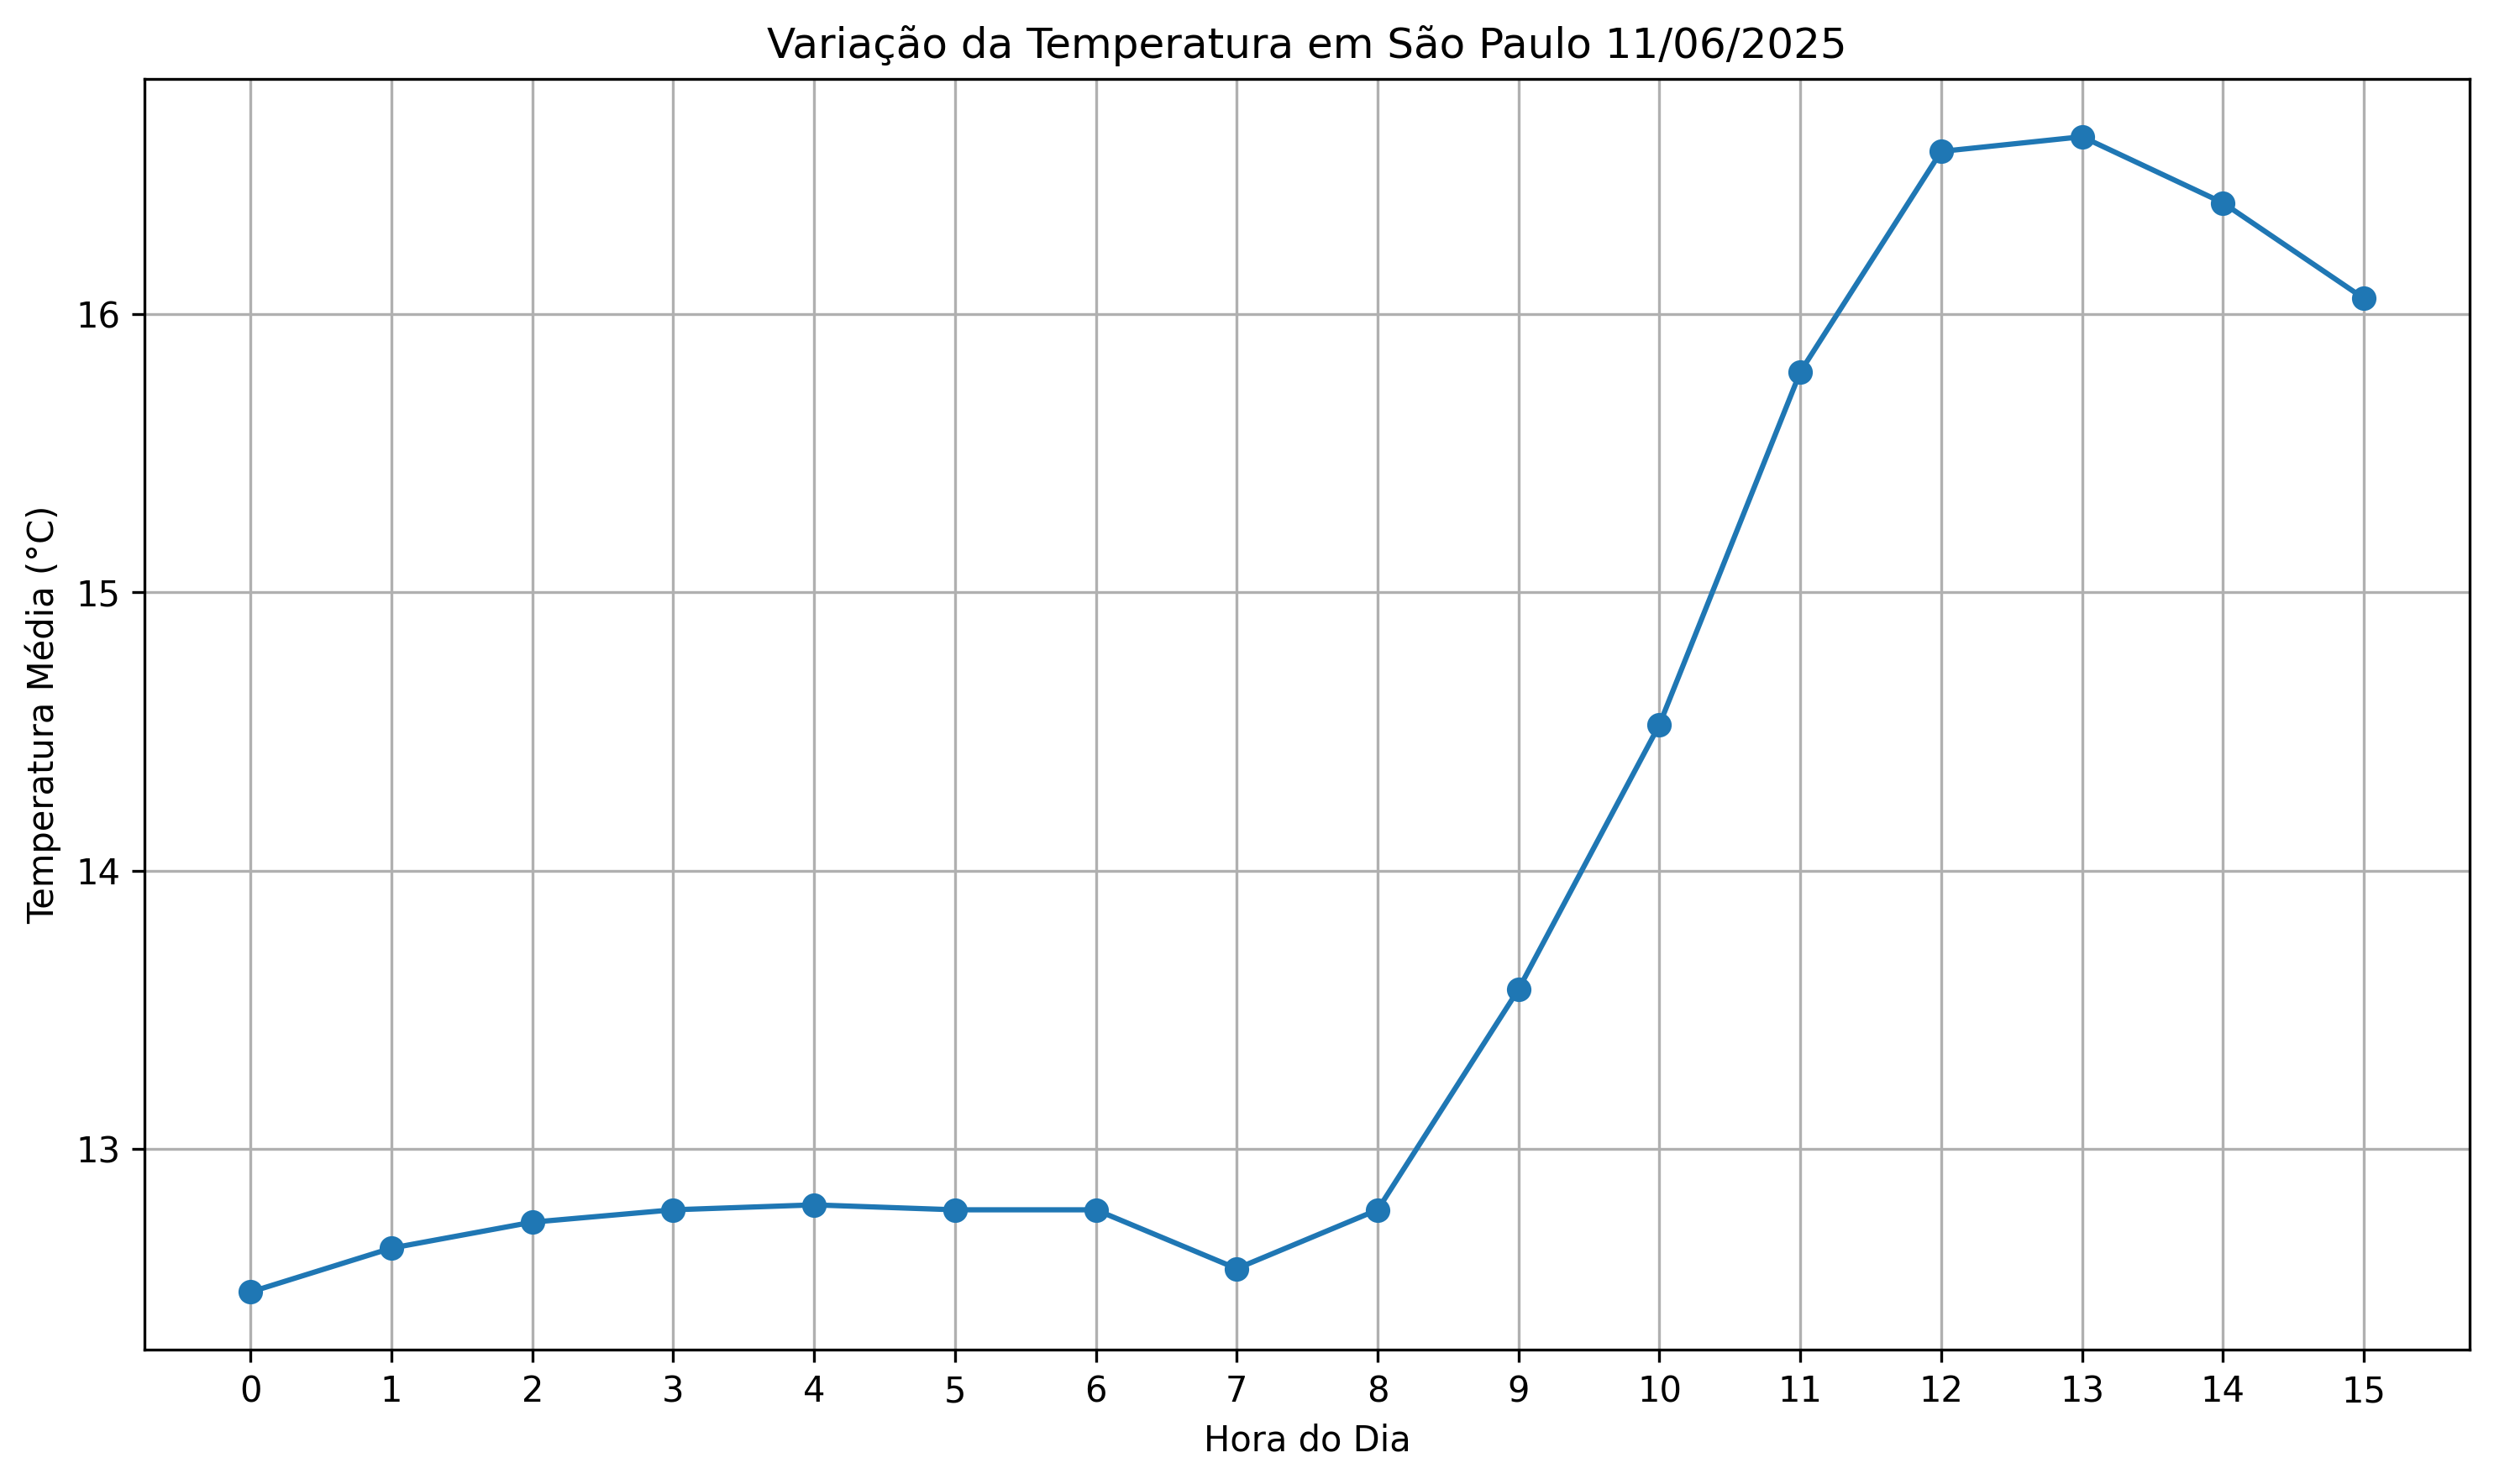 Variação da Temperatura em São Paulo 11/06/2025
Temperatura Média (°C)
16
15
14
13
0 1 2 3 4 5 6 7 8 9 10 11 12 13 14 15
Hora do Dia